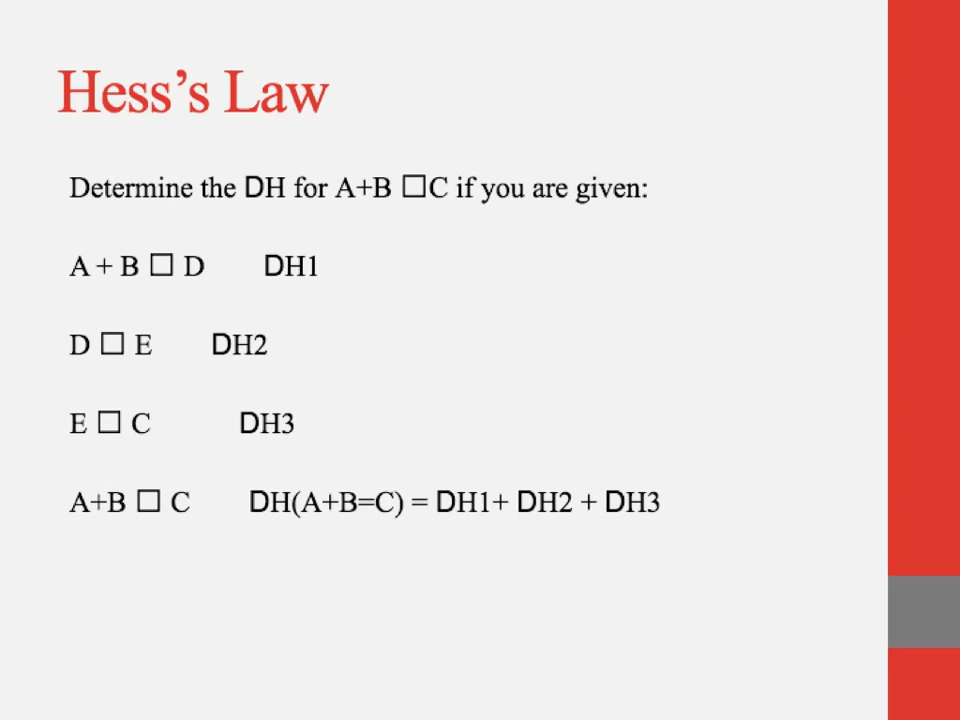 Hess’s Law
Determine the DH for A+B □C if you are given:
A + B □ D DH1
D □ E DH2
E □ C DH3
A+B □ C DH(A+B=C) = DH1+ DH2 + DH3